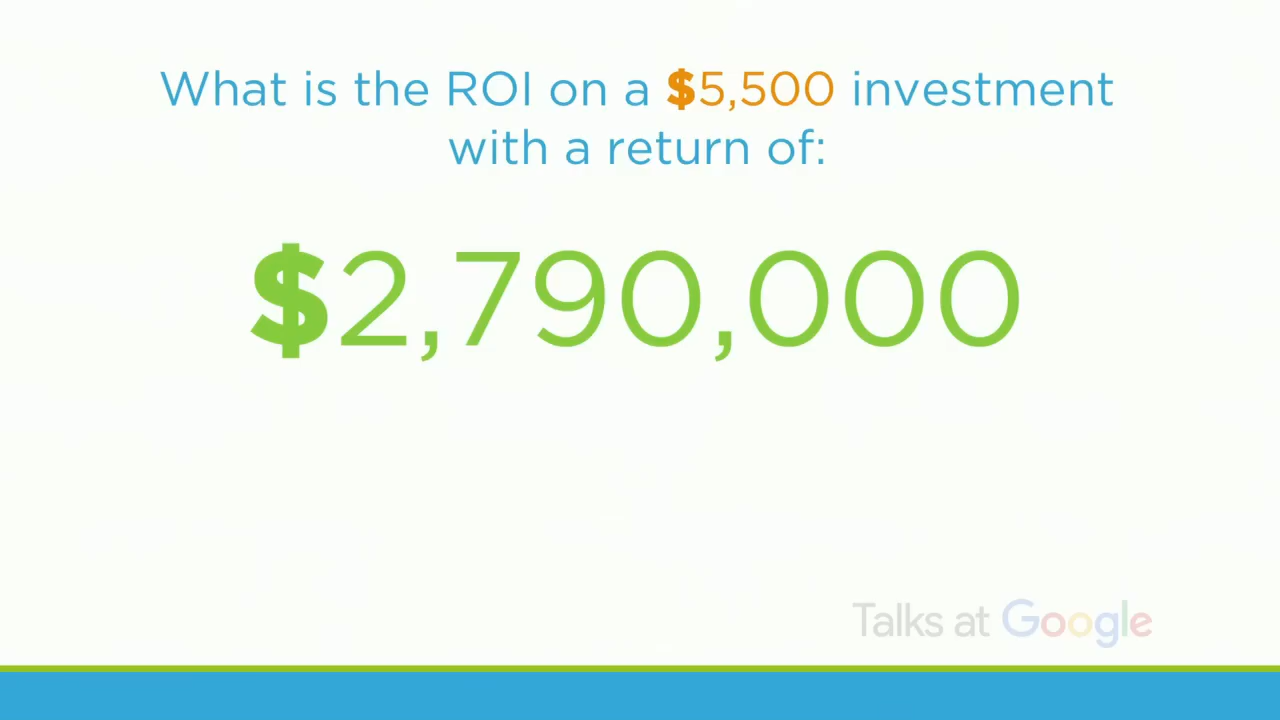 What is the ROI on a $5,500 investment
with a return of:
$2,790,000
Talks at Google